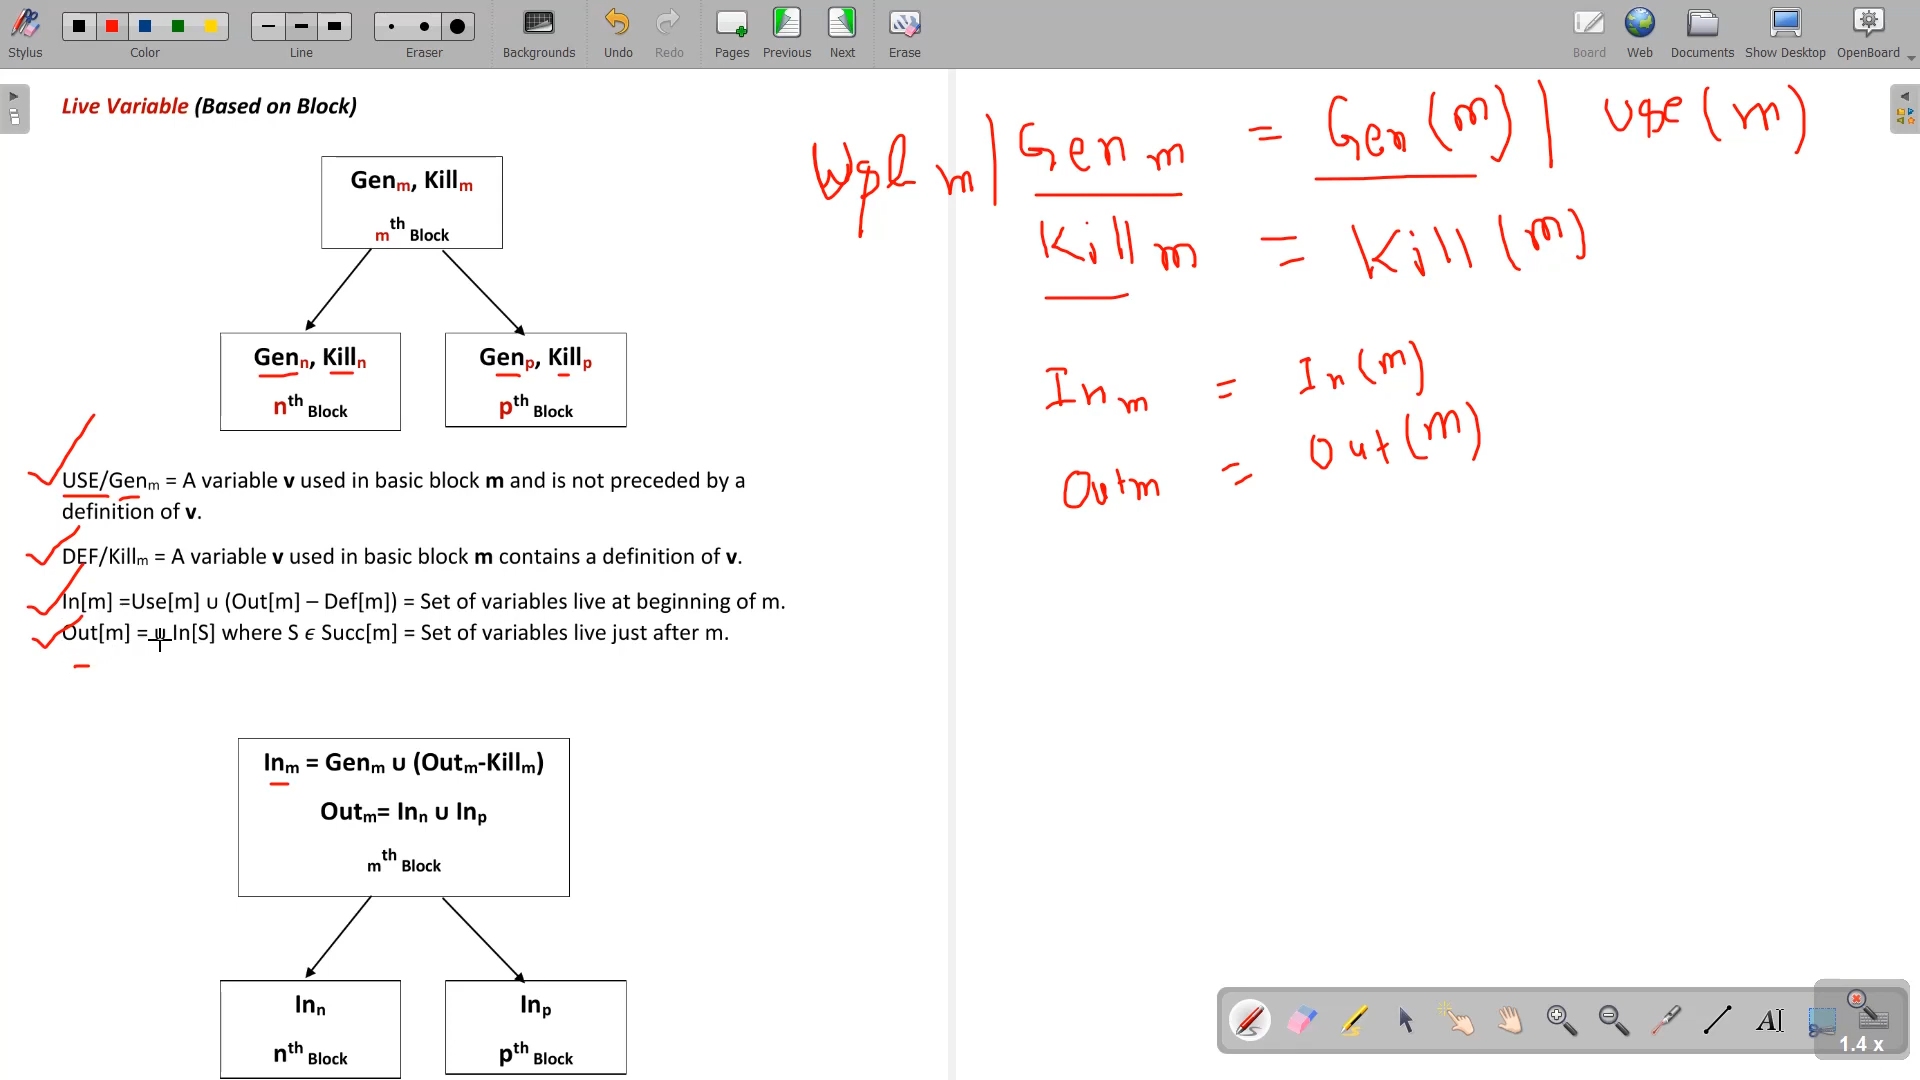 Stylus Color Line Eraser Backgrounds Undo Redo Pages Previous Next Erase Board Web Documents Show Desktop OpenBoard
Live Variable (Based on Block)
Genm, Killm
mth Block
Genn, Killn
nth Block
Genp, Killp
pth Block
USE/Genm = A variable v used in basic block m and is not preceded by a
definition of v.
DEF/Killm = A variable v used in basic block m contains a definition of v.
In[m] =Use[m] ∪ (Out[m] – Def[m]) = Set of variables live at beginning of m.
Out[m] = ∪ In[S] where S ϵ Succ[m] = Set of variables live just after m.
Inm = Genm ∪ (Outm-Killm)
Outm= Inn ∪ Inp
mth Block
Inn
nth Block
Inp
pth Block
m | Gen m = Gen (m) | use (m)
Kill m = Kill (m)
In m = In (m)
Out m = Out (m)
1.4 x